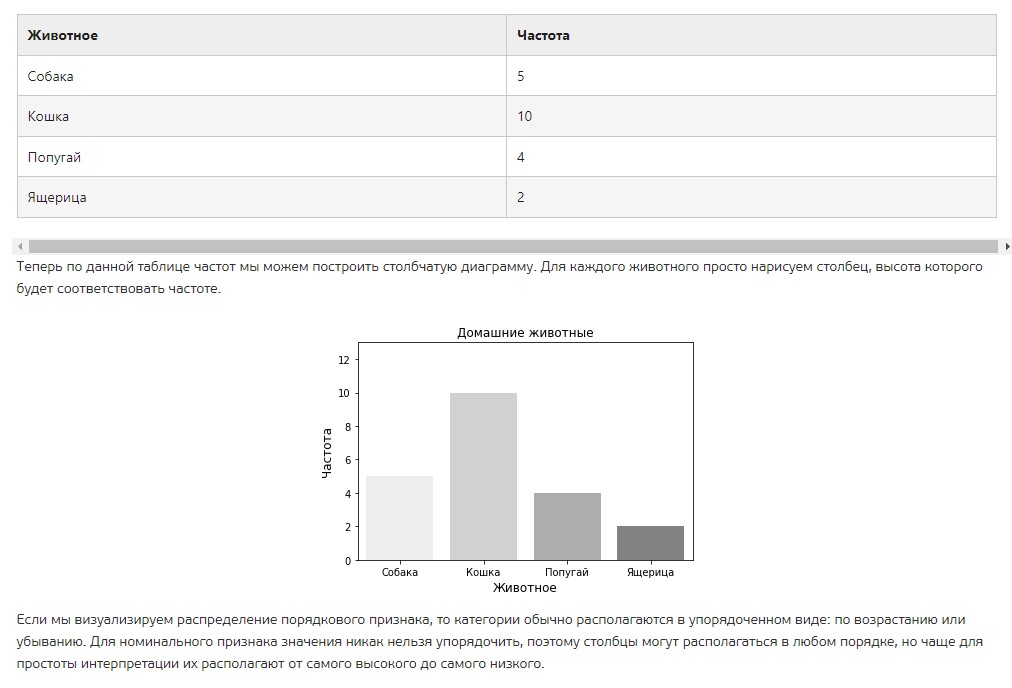 Животное Частота
Собака 5
Кошка 10
Попугай 4
Ящерица 2
Теперь по данной таблице частот мы можем построить столбчатую диаграмму. Для каждого животного просто нарисуем столбец, высота которого
будет соответствовать частоте.
Домашние животные
12
10
8
6
4
2
0
Частота
Собака Кошка Попугай Ящерица
Животное
Если мы визуализируем распределение порядкового признака, то категории обычно располагаются в упорядоченном виде: по возрастанию или
убыванию. Для номинального признака значения никак нельзя упорядочить, поэтому столбцы могут располагаться в любом порядке, но чаще для
простоты интерпретации их располагают от самого высокого до самого низкого.